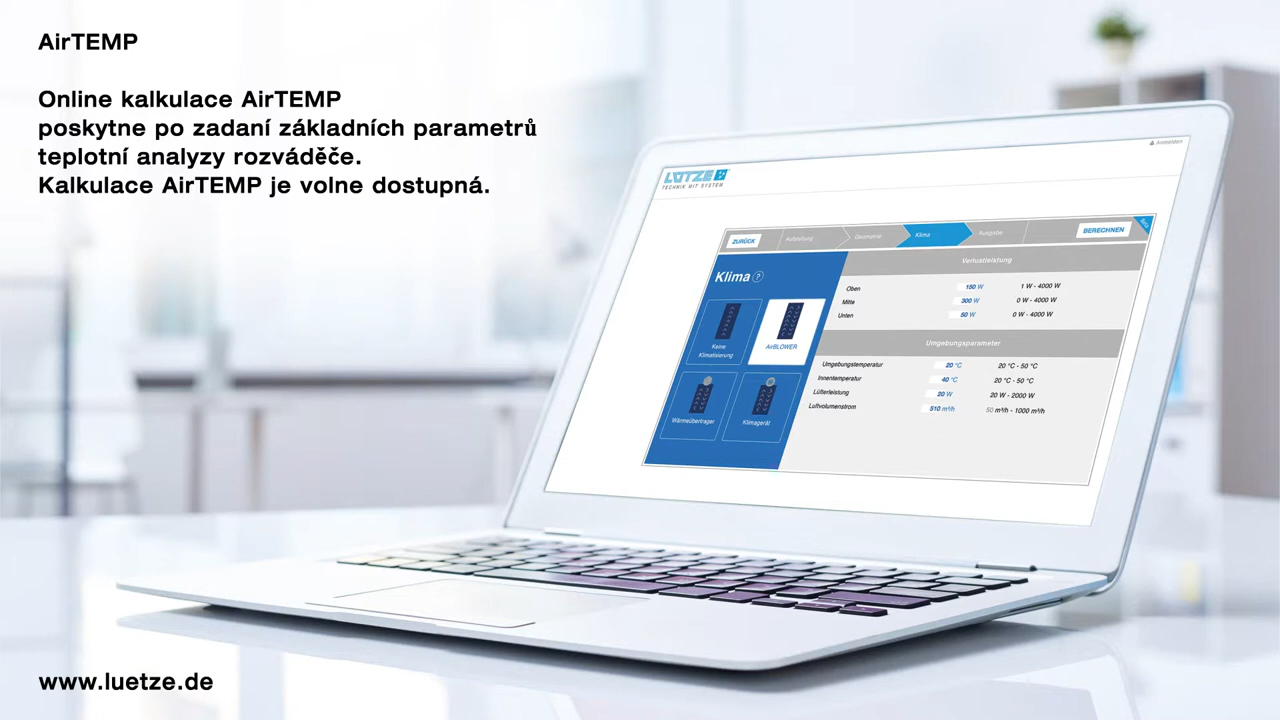 AirTEMP
Online kalkulace AirTEMP
poskytne po zadaní základních parametrů
teplotní analyzy rozváděče.
Kalkulace AirTEMP je volne dostupná.
Anmelden
LÜTZE
TECHNIK MIT SYSTEM
ZURÜCK Aufstellung Geometrie Klima Ausgabe BERECHNEN Beta
Klima ?
Keine
Klimatisierung
AirBLOWER
Wärmeübertrager
Klimagerät
Verlustleistung
Oben 150 W 1 W - 4000 W
Mitte 300 W 0 W - 4000 W
Unten 50 W 0 W - 4000 W
Umgebungsparameter
Umgebungstemperatur 20 °C 20 °C - 50 °C
Innentemperatur 40 °C 20 °C - 50 °C
Lüfterleistung 20 W 20 W - 2000 W
Luftvolumenstrom 510 m³/h 50 m³/h - 1000 m³/h
www.luetze.de